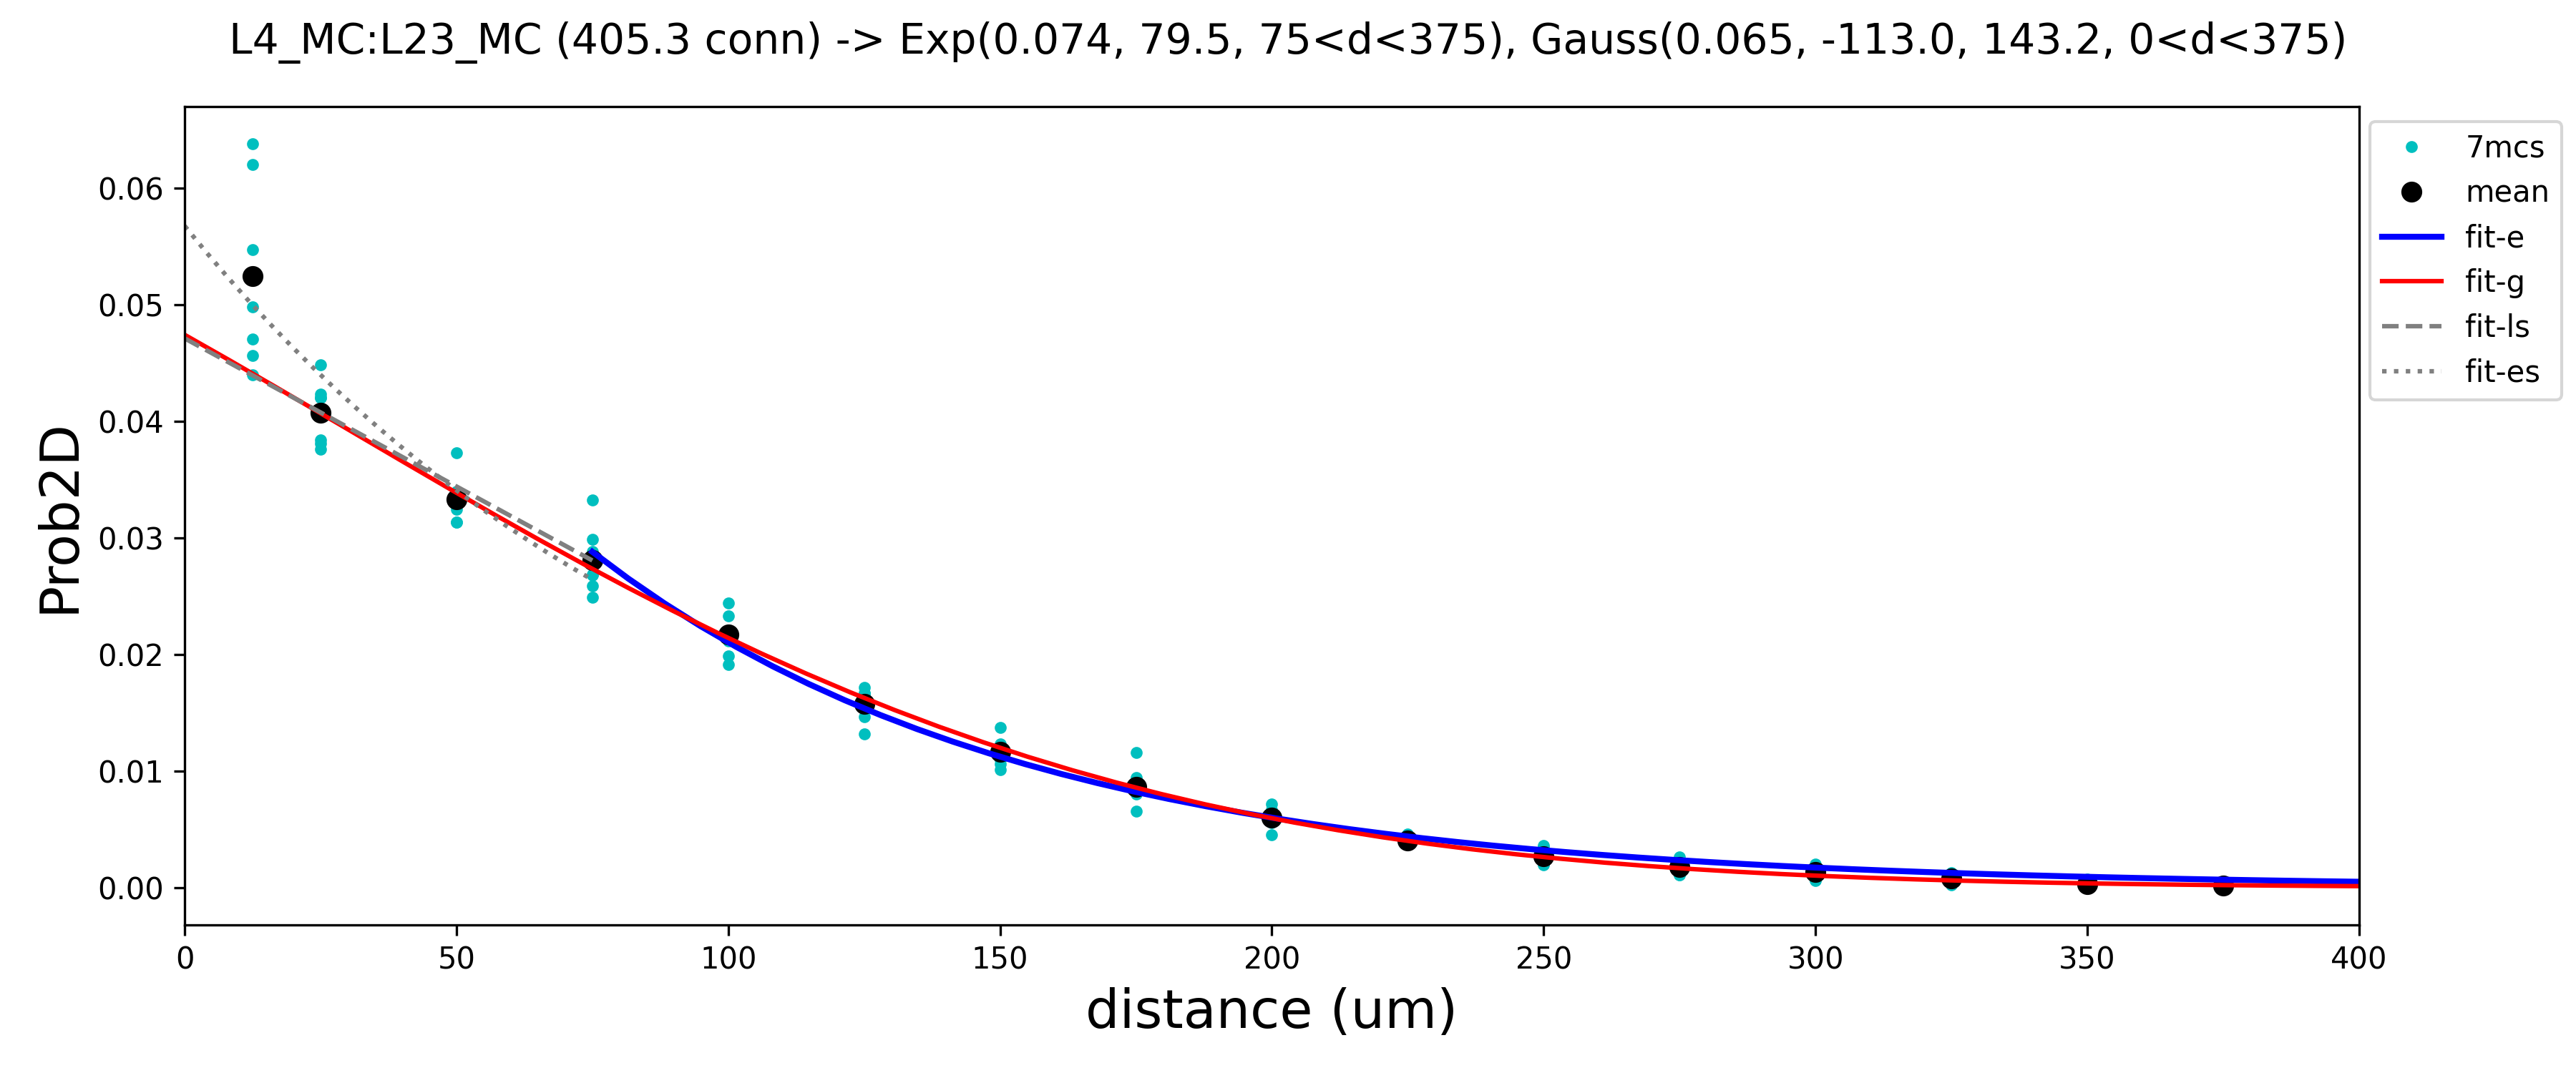 L4_MC:L23_MC (405.3 conn) -> Exp(0.074, 79.5, 75<d<375), Gauss(0.065, -113.0, 143.2, 0<d<375)
7mcs
mean
fit-e
fit-g
fit-ls
fit-es
Prob2D
0.06
0.05
0.04
0.03
0.02
0.01
0.00
0 50 100 150 200 250 300 350 400
distance (um)